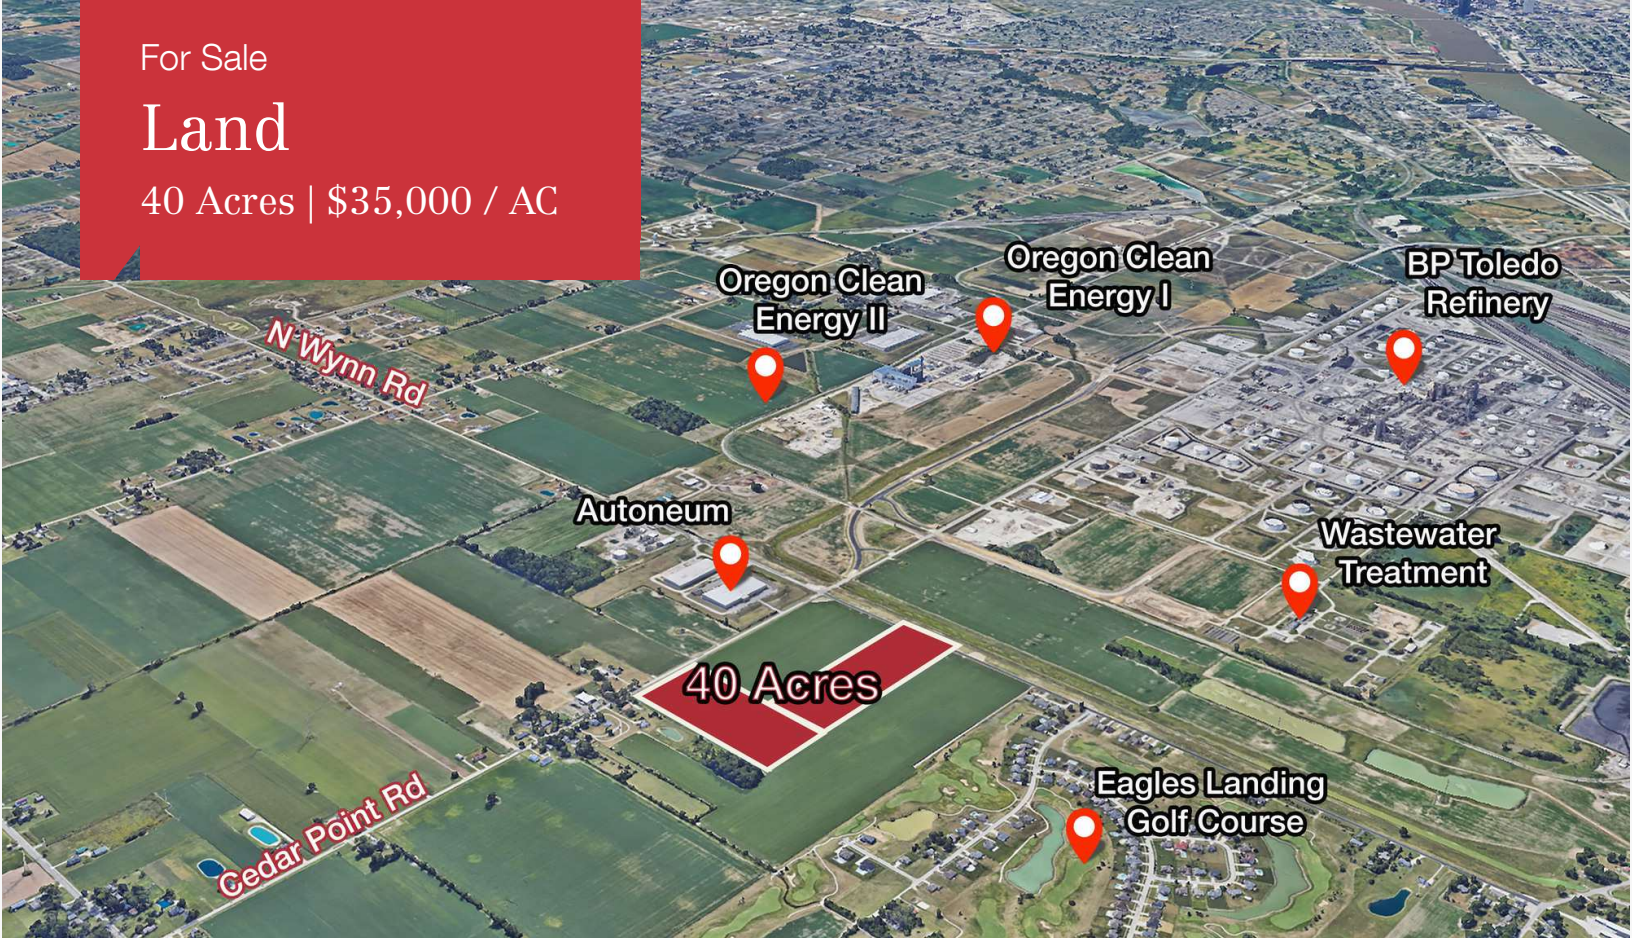 For Sale
Land
40 Acres | $35,000 / AC
Oregon Clean
Energy II
Oregon Clean
Energy I
BP Toledo
Refinery
N Wynn Rd
Autoneum
Wastewater
Treatment
40 Acres
Cedar Point Rd
Eagles Landing
Golf Course